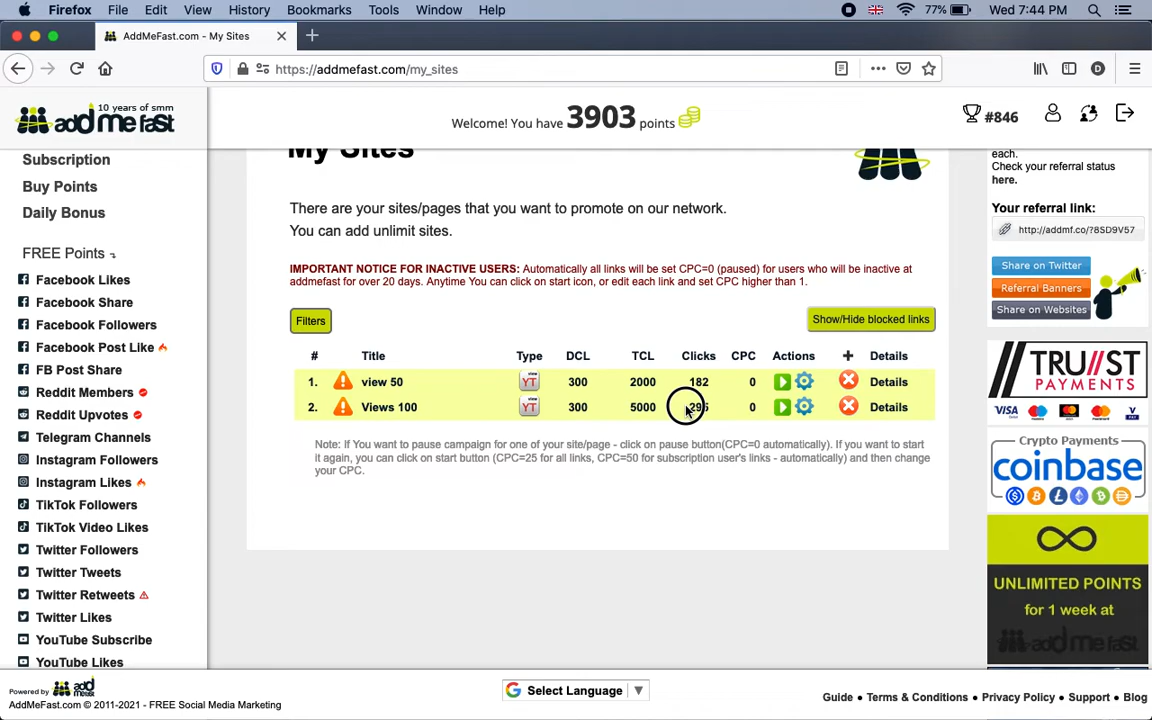 Firefox File Edit View History Bookmarks Tools Window Help 77% Wed 7:44 PM
AddMeFast.com - My Sites
https://addmefast.com/my_sites
10 years of smm
add me fast
Welcome! You have 3903 points
#846
Subscription
Buy Points
Daily Bonus
FREE Points
Facebook Likes
Facebook Share
Facebook Followers
Facebook Post Like
FB Post Share
Reddit Members
Reddit Upvotes
Telegram Channels
Instagram Followers
Instagram Likes
TikTok Followers
TikTok Video Likes
Twitter Followers
Twitter Tweets
Twitter Retweets
Twitter Likes
YouTube Subscribe
YouTube Likes
My Sites
There are your sites/pages that you want to promote on our network.
You can add unlimit sites.
IMPORTANT NOTICE FOR INACTIVE USERS: Automatically all links will be set CPC=0 (paused) for users who will be inactive at
addmefast for over 20 days. Anytime You can click on start icon, or edit each link and set CPC higher than 1.
Filters
Show/Hide blocked links
# Title Type DCL TCL Clicks CPC Actions Details
1. view 50 view YT 300 2000 182 0 Details
2. Views 100 view YT 300 5000 0 Details
Note: If You want to pause campaign for one of your site/page - click on pause button(CPC=0 automatically). If you want to start
it again, you can click on start button (CPC=25 for all links, CPC=50 for subscription user's links - automatically) and then change
your CPC.
each.
Check your referral status
here.
Your referral link:
http://addmf.co/?8SD9V57
Share on Twitter
Referral Banners
Share on Websites
TRUST PAYMENTS
VISA
Crypto Payments
coinbase
UNLIMITED POINTS
for 1 week at
add me fast
Powered by add
AddMeFast.com © 2011-2021 - FREE Social Media Marketing
Select Language ▼
Guide • Terms & Conditions • Privacy Policy • Support • Blog